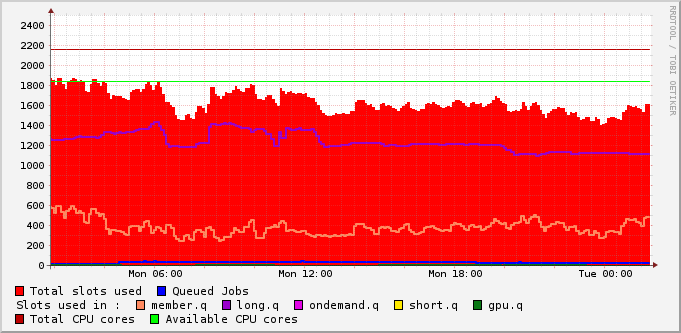 RRDTOOL / TOBI OETIKER
2400
2200
2000
1800
1600
1400
1200
1000
800
600
400
200
0
Mon 06:00 Mon 12:00 Mon 18:00 Tue 00:00
Total slots used Queued Jobs
Slots used in : member.q long.q ondemand.q short.q gpu.q
Total CPU cores Available CPU cores